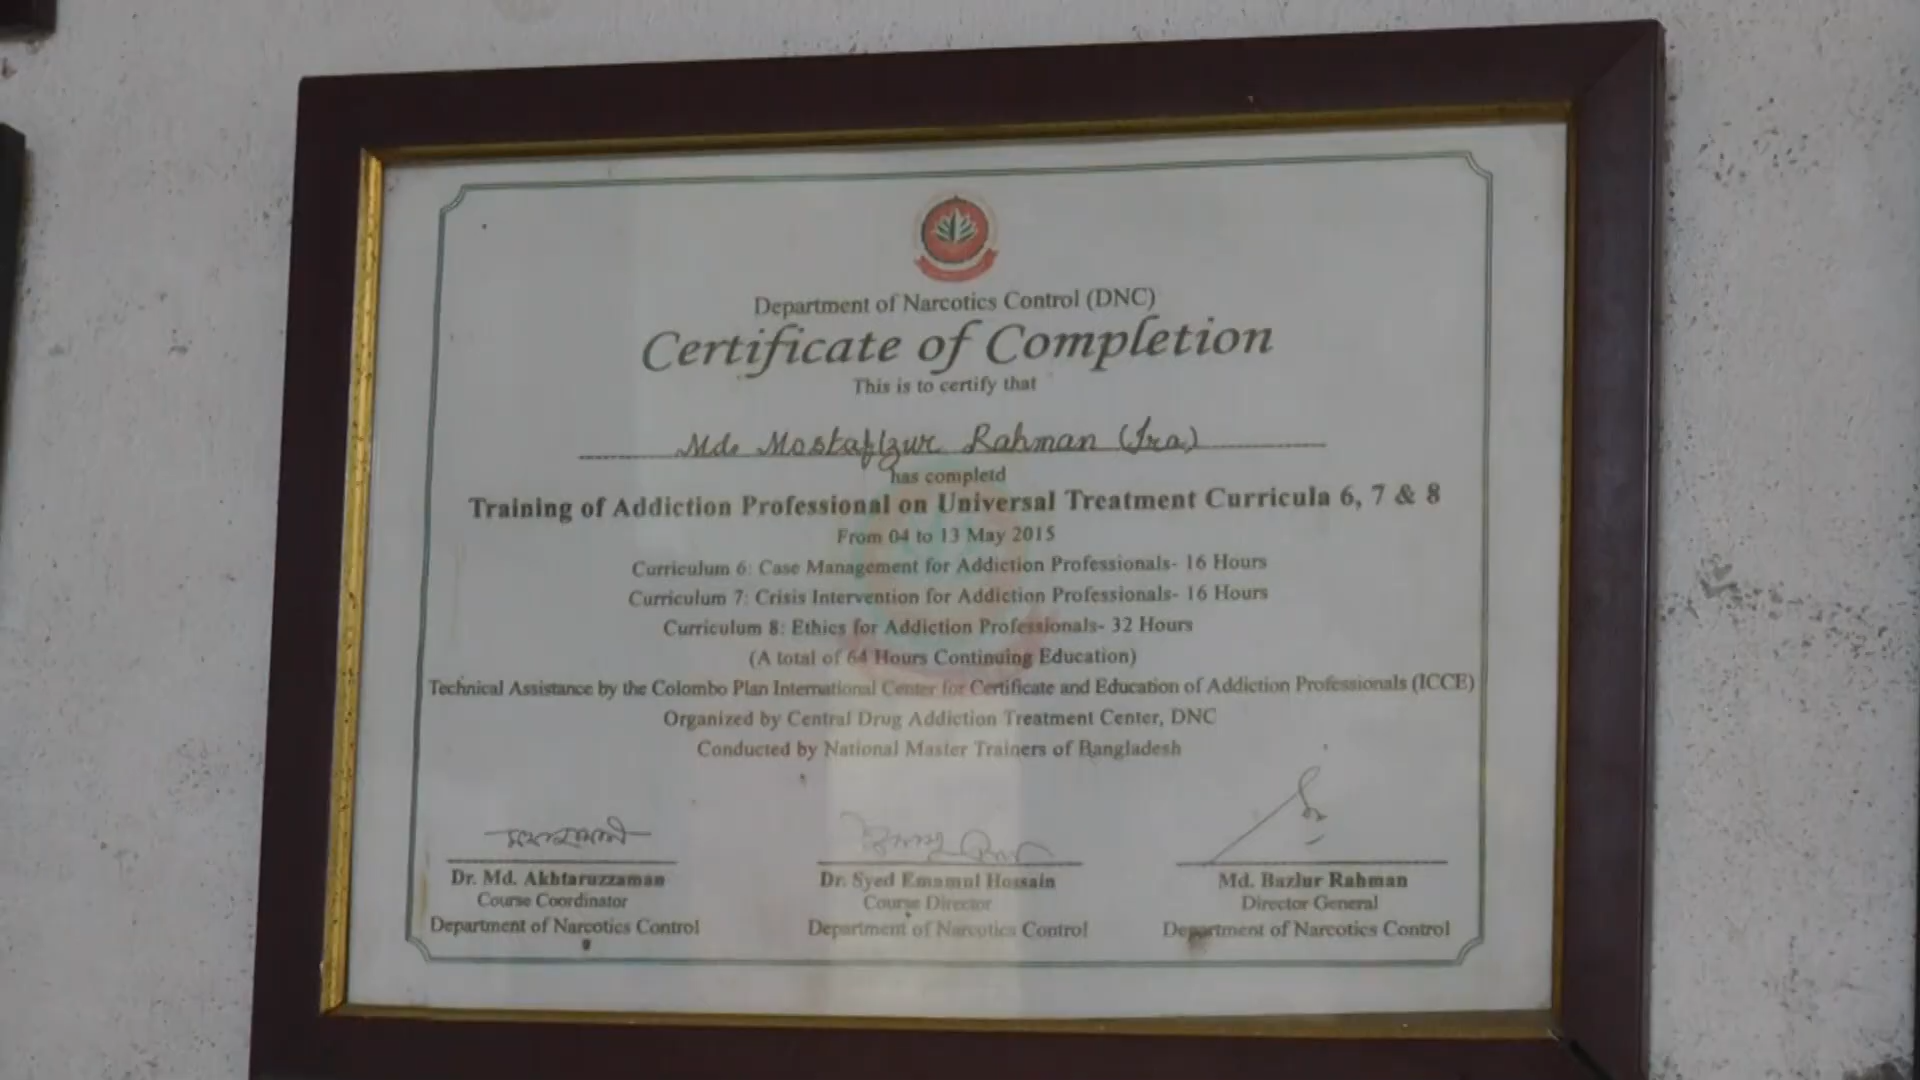 Department of Narcotics Control (DNC)
Certificate of Completion
This is to certify that
Md. Mostafizur Rahman (Ira)
has completd
Training of Addiction Professional on Universal Treatment Curricula 6, 7 & 8
From 04 to 13 May 2015
Curriculum 6: Case Management for Addiction Professionals- 16 Hours
Curriculum 7: Crisis Intervention for Addiction Professionals- 16 Hours
Curriculum 8: Ethics for Addiction Professionals- 32 Hours
(A total of 64 Hours Continuing Education)
Technical Assistance by the Colombo Plan International Center for Certificate and Education of Addiction Professionals (ICCE)
Organized by Central Drug Addiction Treatment Center, DNC
Conducted by National Master Trainers of Bangladesh
Dr. Md. Akhtaruzzaman
Course Coordinator
Department of Narcotics Control
Dr. Syed Emamul Hossain
Course Director
Department of Narcotics Control
Md. Bazlur Rahman
Director General
Department of Narcotics Control